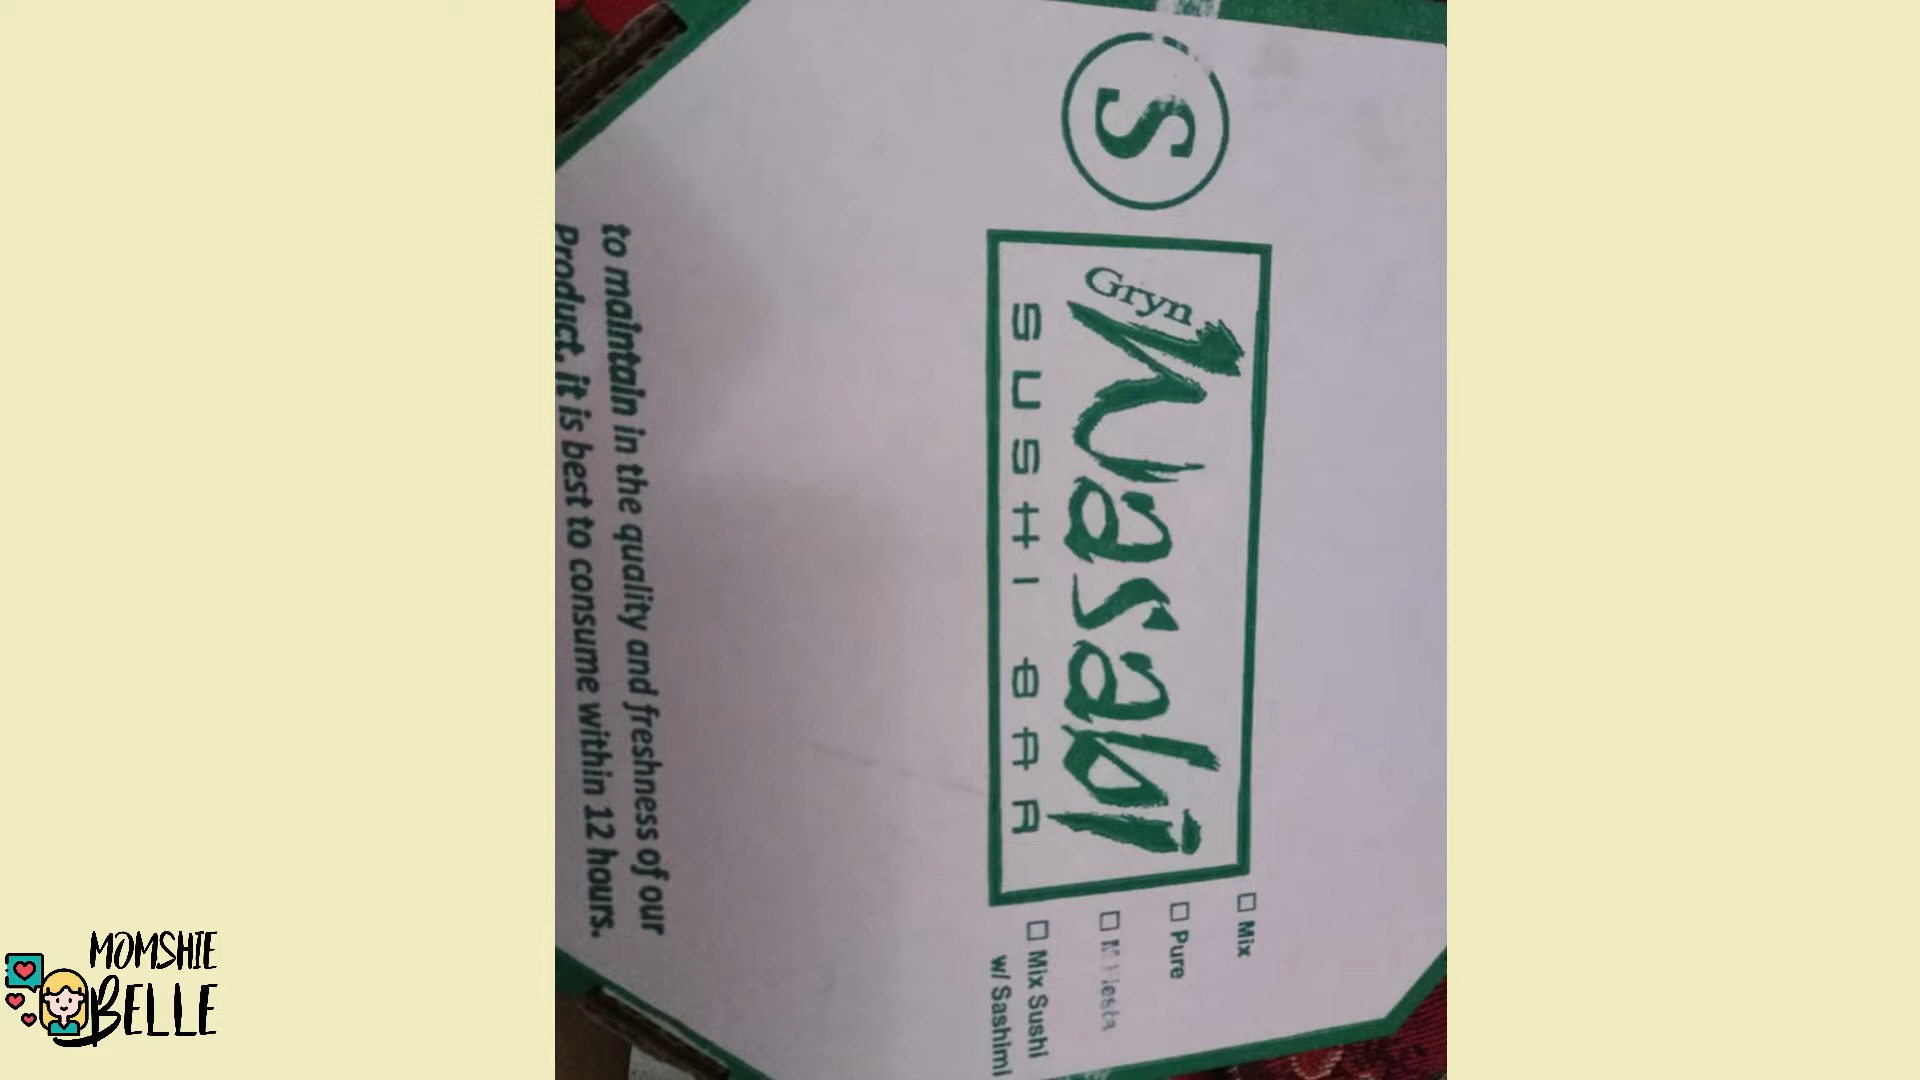 S
Gryn
Wasabi
SUSHI BAR
Mix
Pure
Mix Sushi
w/ Sashimi
to maintain in the quality and freshness of our
Product, it is best to consume within 12 hours.
MOMSHIE
BELLE